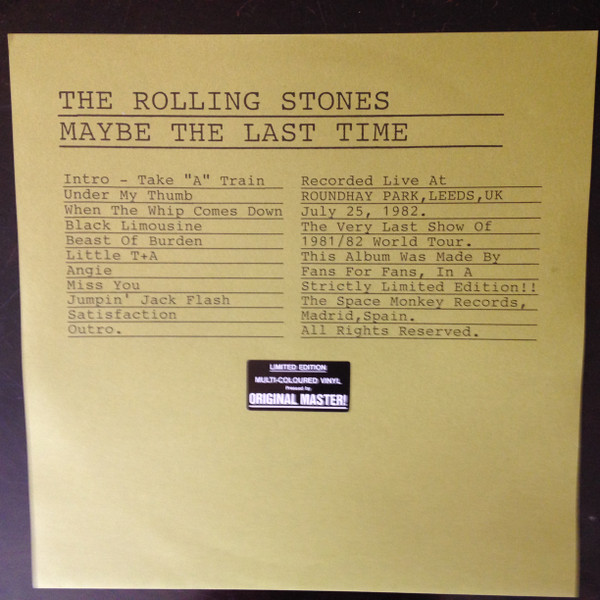 THE ROLLING STONES
MAYBE THE LAST TIME
Intro - Take "A" Train
Under My Thumb
When The Whip Comes Down
Black Limousine
Beast Of Burden
Little T+A
Angie
Miss You
Jumpin' Jack Flash
Satisfaction
Outro.
Recorded Live At
ROUNDHAY PARK,LEEDS,UK
July 25, 1982.
The Very Last Show Of
1981/82 World Tour.
This Album Was Made By
Fans For Fans, In A
Strictly Limited Edition!!
The Space Monkey Records,
Madrid,Spain.
All Rights Reserved.
LIMITED EDITION
MULTI-COLOURED VINYL
Pressed for
ORIGINAL MASTER!